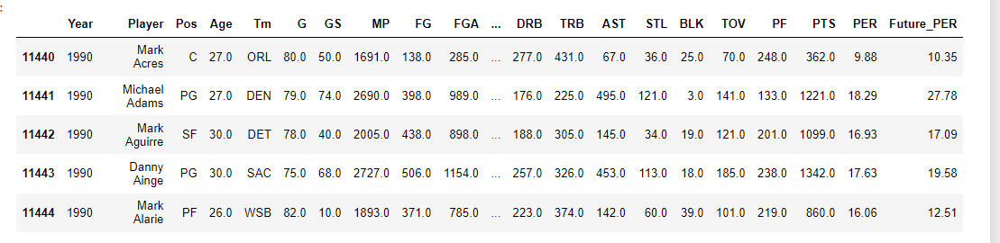 :
Year Player Pos Age Tm G GS MP FG FGA ... DRB TRB AST STL BLK TOV PF PTS PER Future_PER
11440 1990 Mark Acres C 27.0 ORL 80.0 50.0 1691.0 138.0 285.0 ... 277.0 431.0 67.0 36.0 25.0 70.0 248.0 362.0 9.88 10.35
11441 1990 Michael Adams PG 27.0 DEN 79.0 74.0 2690.0 398.0 989.0 ... 176.0 225.0 495.0 121.0 3.0 141.0 133.0 1221.0 18.29 27.78
11442 1990 Mark Aguirre SF 30.0 DET 78.0 40.0 2005.0 438.0 898.0 ... 188.0 305.0 145.0 34.0 19.0 121.0 201.0 1099.0 16.93 17.09
11443 1990 Danny Ainge PG 30.0 SAC 75.0 68.0 2727.0 506.0 1154.0 ... 257.0 326.0 453.0 113.0 18.0 185.0 238.0 1342.0 17.63 19.58
11444 1990 Mark Alarie PF 26.0 WSB 82.0 10.0 1893.0 371.0 785.0 ... 223.0 374.0 142.0 60.0 39.0 101.0 219.0 860.0 16.06 12.51